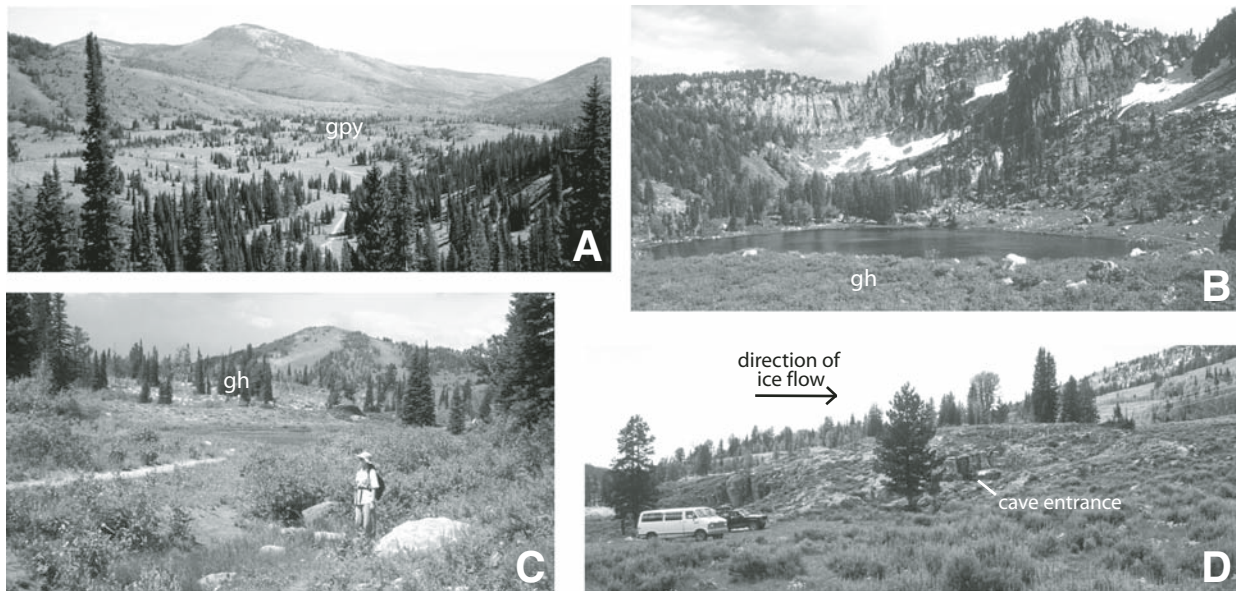 gpy
A
gh
B
gh
C
direction of
ice flow
cave entrance
D